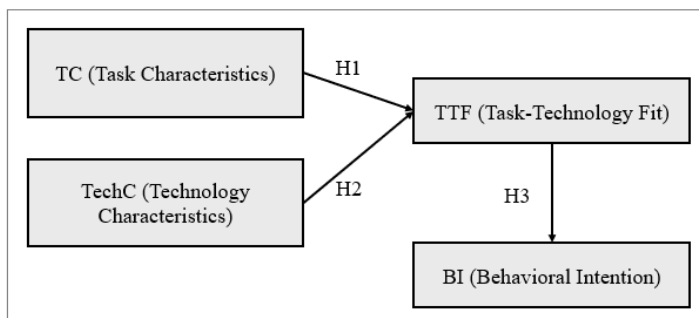 TC (Task Characteristics)
H1
TTF (Task-Technology Fit)
TechC (Technology
Characteristics)
H2
H3
BI (Behavioral Intention)